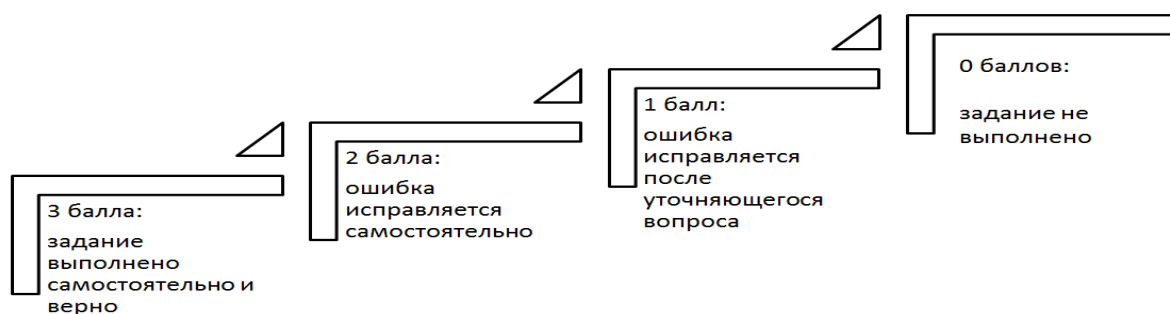 3 балла:
задание
выполнено
самостоятельно и
верно
2 балла:
ошибка
исправляется
самостоятельно
1 балл:
ошибка
исправляется
после
уточняющегося
вопроса
0 баллов:
задание не
выполнено